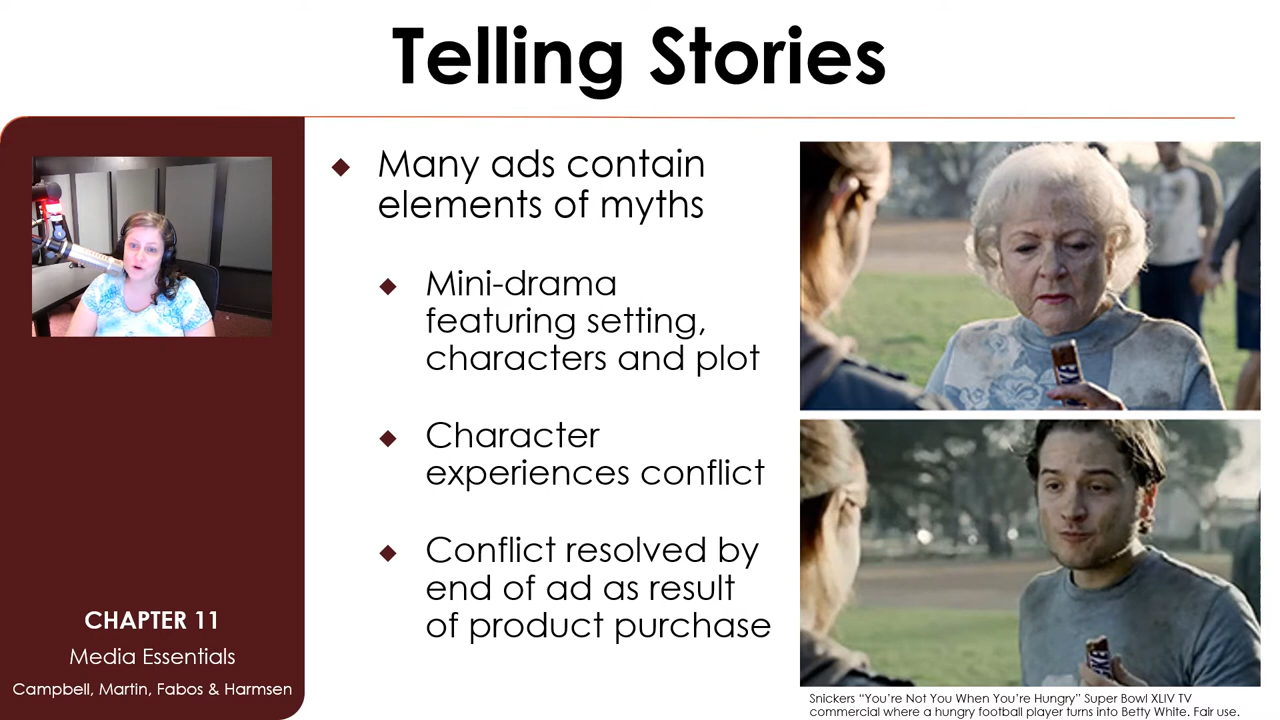 Telling Stories
Many ads contain
elements of myths
Mini-drama
featuring setting,
characters and plot
Character
experiences conflict
Conflict resolved by
end of ad as result
of product purchase
CHAPTER 11
Media Essentials
Campbell, Martin, Fabos & Harmsen
Snickers “You’re Not You When You’re Hungry” Super Bowl XLIV TV
commercial where a hungry football player turns into Betty White. Fair use.